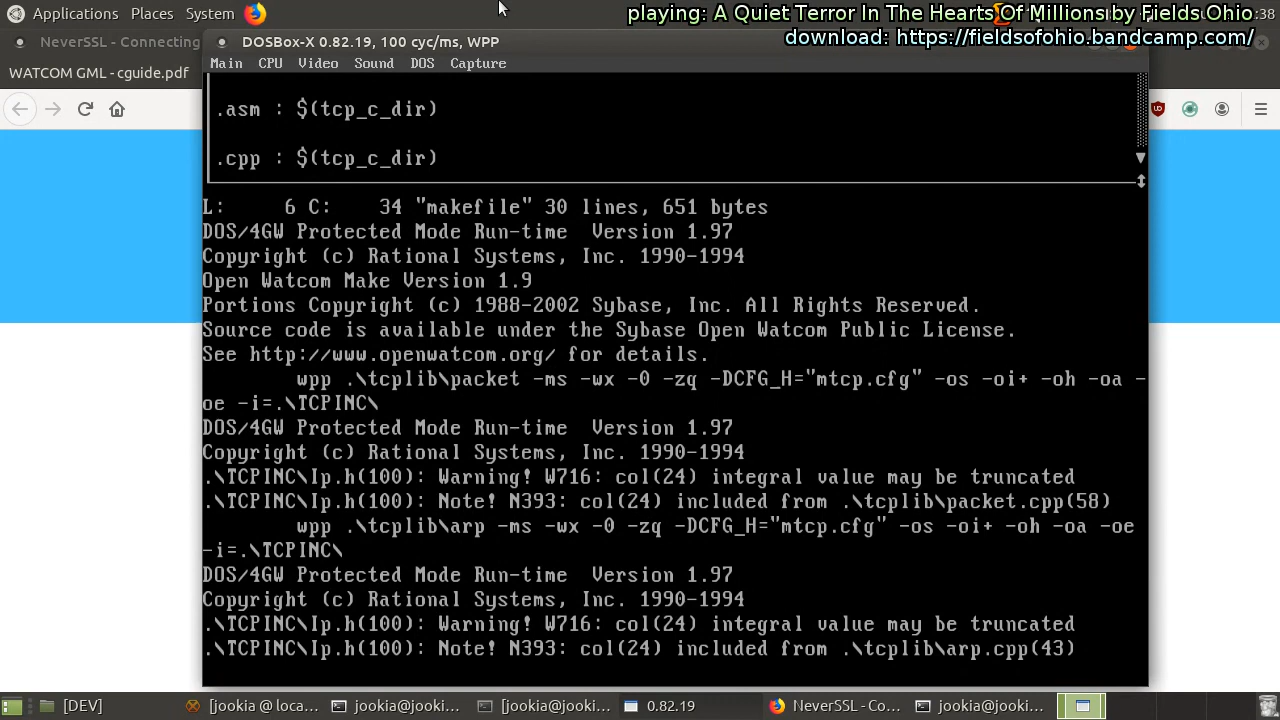 Applications Places System
playing: A Quiet Terror In The Hearts Of Millions by Fields Ohio
:38
download: https://fieldsofohio.bandcamp.com/
NeverSSL - Connecting
DOSBox-X 0.82.19, 100 cyc/ms, WPP
Main CPU Video Sound DOS Capture
WATCOM GML - cguide.pdf
.asm : $(tcp_c_dir)
.cpp : $(tcp_c_dir)
L: 6 C: 34 "makefile" 30 lines, 651 bytes
DOS/4GW Protected Mode Run-time Version 1.97
Copyright (c) Rational Systems, Inc. 1990-1994
Open Watcom Make Version 1.9
Portions Copyright (c) 1988-2002 Sybase, Inc. All Rights Reserved.
Source code is available under the Sybase Open Watcom Public License.
See http://www.openwatcom.org/ for details.
wpp .\tcplib\packet -ms -wx -0 -zq -DCFG_H="mtcp.cfg" -os -oi+ -oh -oa -
oe -i=.\TCPINC\
DOS/4GW Protected Mode Run-time Version 1.97
Copyright (c) Rational Systems, Inc. 1990-1994
.\TCPINC\Ip.h(100): Warning! W716: col(24) integral value may be truncated
.\TCPINC\Ip.h(100): Note! N393: col(24) included from .\tcplib\packet.cpp(58)
wpp .\tcplib\arp -ms -wx -0 -zq -DCFG_H="mtcp.cfg" -os -oi+ -oh -oa -oe
-i=.\TCPINC\
DOS/4GW Protected Mode Run-time Version 1.97
Copyright (c) Rational Systems, Inc. 1990-1994
.\TCPINC\Ip.h(100): Warning! W716: col(24) integral value may be truncated
.\TCPINC\Ip.h(100): Note! N393: col(24) included from .\tcplib\arp.cpp(43)
[DEV] [jookia @ loca... jookia@jooki... [jookia@jooki... 0.82.19 NeverSSL - Co... jookia@jooki...